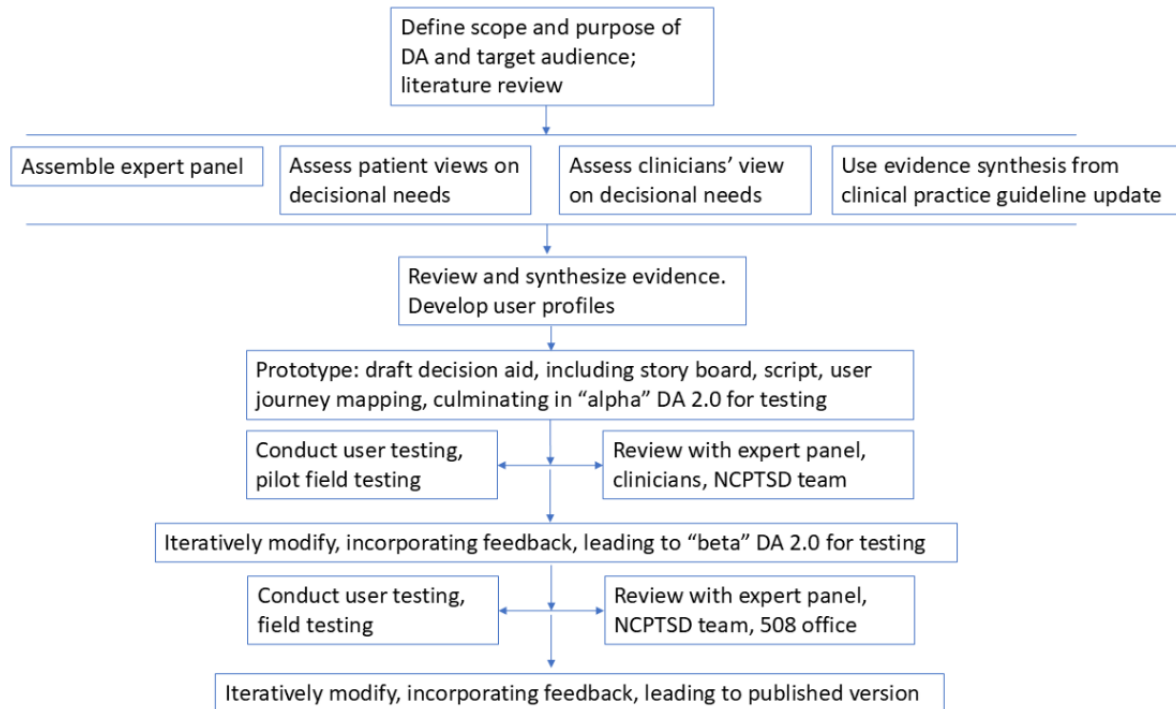 Define scope and purpose of
DA and target audience;
literature review
Assemble expert panel
Assess patient views on
decisional needs
Assess clinicians’ view
on decisional needs
Use evidence synthesis from
clinical practice guideline update
Review and synthesize evidence.
Develop user profiles
Prototype: draft decision aid, including story board, script, user
journey mapping, culminating in “alpha” DA 2.0 for testing
Conduct user testing,
pilot field testing
Review with expert panel,
clinicians, NCPTSD team
Iteratively modify, incorporating feedback, leading to “beta” DA 2.0 for testing
Conduct user testing,
field testing
Review with expert panel,
NCPTSD team, 508 office
Iteratively modify, incorporating feedback, leading to published version